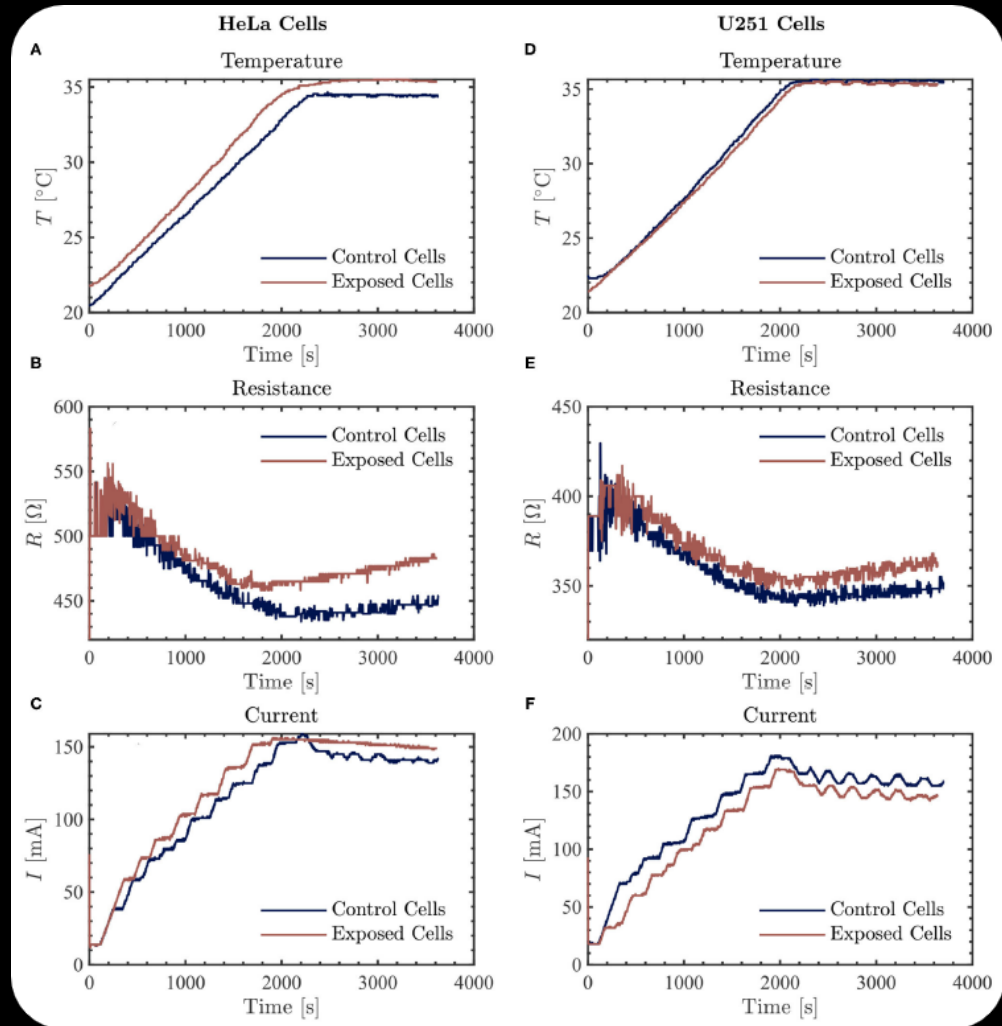 HeLa Cells
A
Temperature
35
30
25
20
T [°C]
Control Cells
Exposed Cells
0 1000 2000 3000 4000
Time [s]
B
Resistance
600
550
500
450
R [Ω]
Control Cells
Exposed Cells
0 1000 2000 3000 4000
Time [s]
C
Current
150
100
50
0
I [mA]
Control Cells
Exposed Cells
0 1000 2000 3000 4000
Time [s]
U251 Cells
D
Temperature
35
30
25
20
T [°C]
Control Cells
Exposed Cells
0 1000 2000 3000 4000
Time [s]
E
Resistance
450
400
350
R [Ω]
Control Cells
Exposed Cells
0 1000 2000 3000 4000
Time [s]
F
Current
200
150
100
50
0
I [mA]
Control Cells
Exposed Cells
0 1000 2000 3000 4000
Time [s]